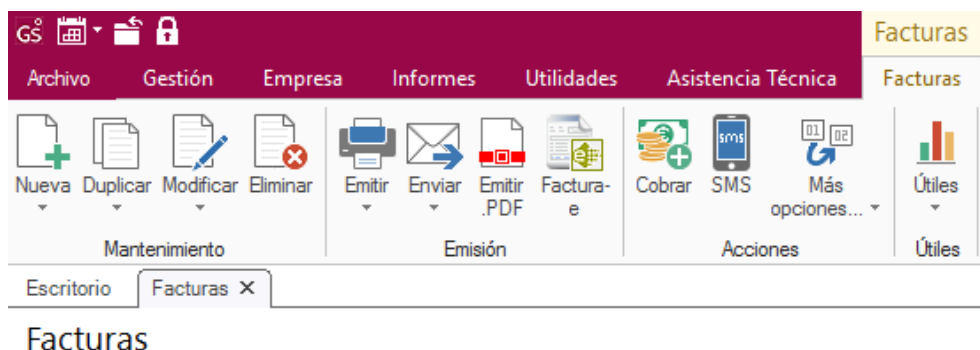 GS
Facturas
Archivo Gestión Empresa Informes Utilidades Asistencia Técnica Facturas
sms 01 02
Nueva Duplicar Modificar Eliminar Emitir Enviar Emitir .PDF Factura-e Cobrar SMS Más opciones... Útiles
Mantenimiento Emisión Acciones Útiles
Escritorio Facturas X
Facturas